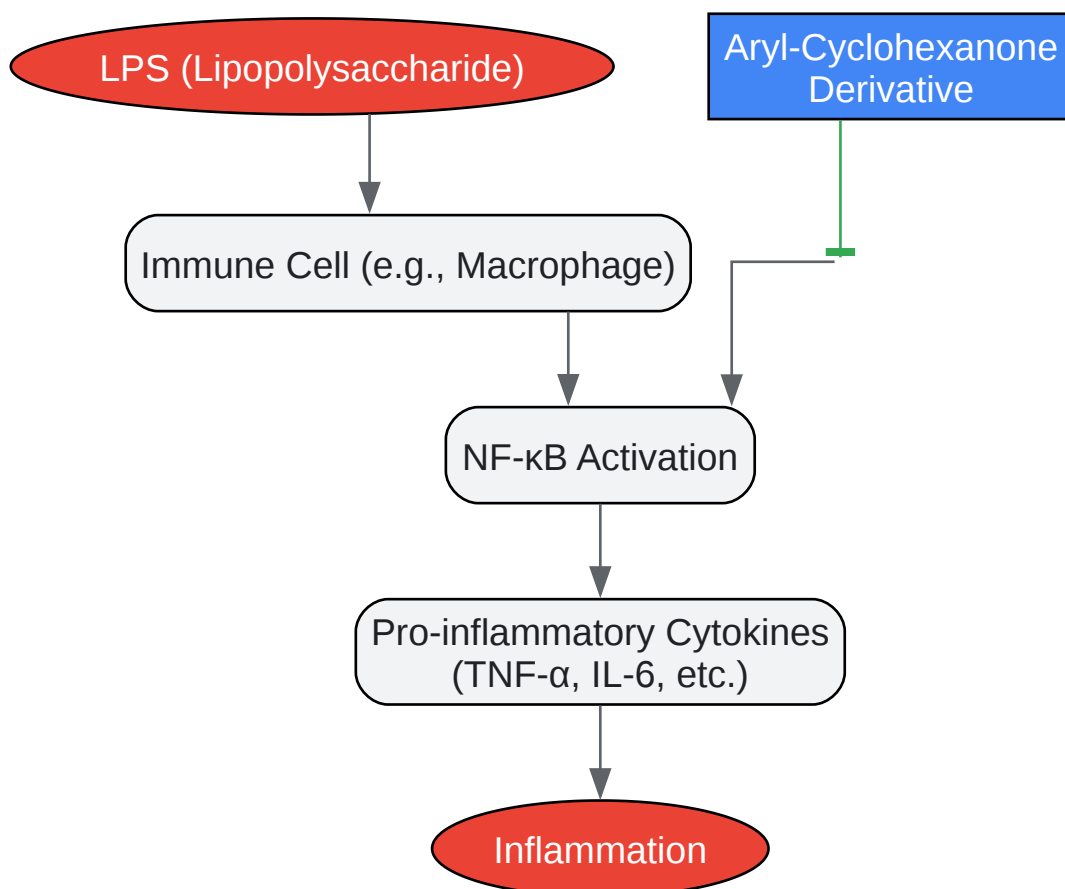 LPS (Lipopolysaccharide)
Aryl-Cyclohexanone
Derivative
Immune Cell (e.g., Macrophage)
NF-κB Activation
Pro-inflammatory Cytokines
(TNF-α, IL-6, etc.)
Inflammation